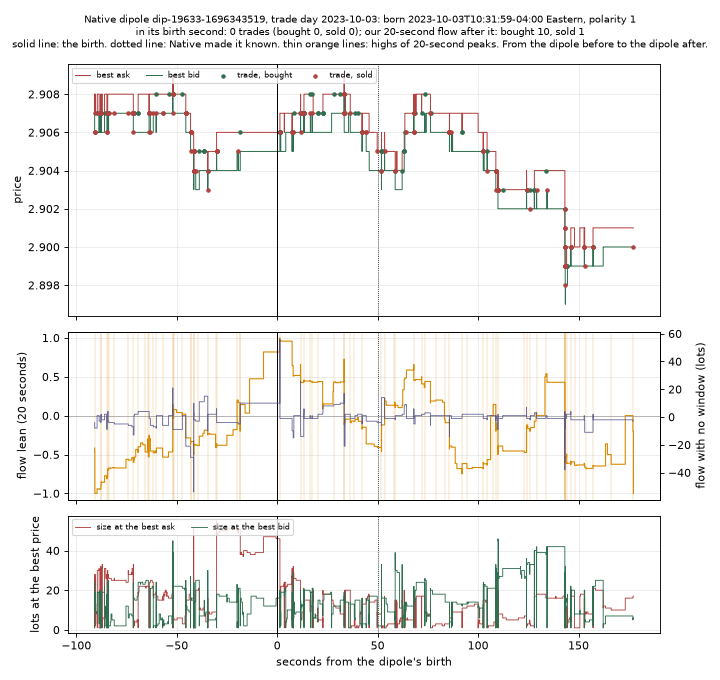 Native dipole dip-19633-1696343519, trade day 2023-10-03: born 2023-10-03T10:31:59-04:00 Eastern, polarity 1
in its birth second: 0 trades (bought 0, sold 0); our 20-second flow after it: bought 10, sold 1
solid line: the birth. dotted line: Native made it known. thin orange lines: highs of 20-second peaks. From the dipole before to the dipole after.
best ask best bid trade, bought trade, sold
2.908
2.906
2.904
2.902
2.900
2.898
price
1.0
0.5
0.0
−0.5
−1.0
flow lean (20 seconds)
60
40
20
0
−20
−40
flow with no window (lots)
size at the best ask size at the best bid
40
20
0
lots at the best price
−100 −50 0 50 100 150
seconds from the dipole's birth